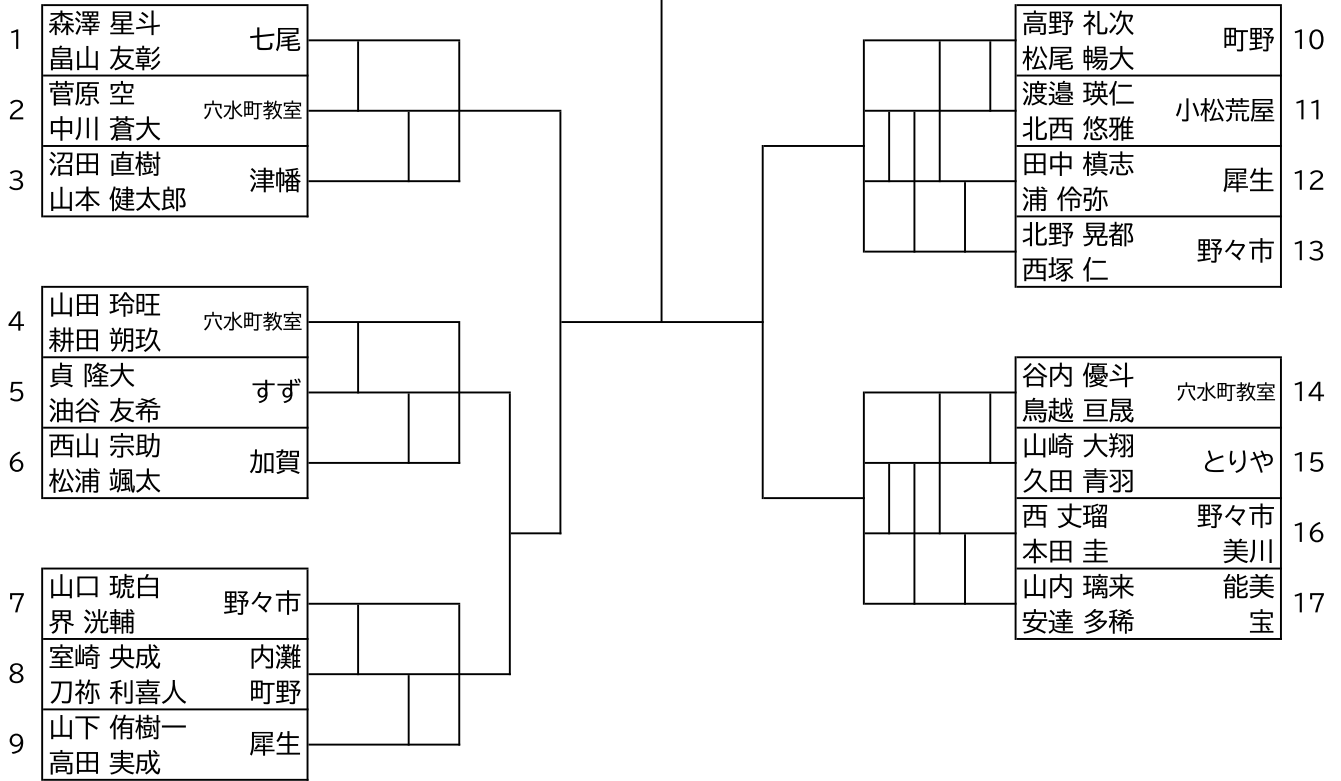 1 森澤 星斗 七尾
畠山 友彰
2 菅原 空 穴水町教室
中川 蒼大
3 沼田 直樹 津幡
山本 健太郎
4 山田 玲旺 穴水町教室
耕田 朔玖
5 貞 隆大 すず
油谷 友希
6 西山 宗助 加賀
松浦 颯太
7 山口 琥白 野々市
界 洸輔
8 室崎 央成 内灘
刀祢 利喜人 町野
9 山下 侑樹一 犀生
高田 実成
高野 礼次 町野 10
松尾 暢大
渡邉 瑛仁 小松荒屋 11
北西 悠雅
田中 槙志 犀生 12
浦 伶弥
北野 晃都 野々市 13
西塚 仁
谷内 優斗 穴水町教室 14
鳥越 亘晟
山崎 大翔 とりや 15
久田 青羽
西 丈瑠 野々市 16
本田 圭 美川
山内 璃来 能美 17
安達 多稀 宝